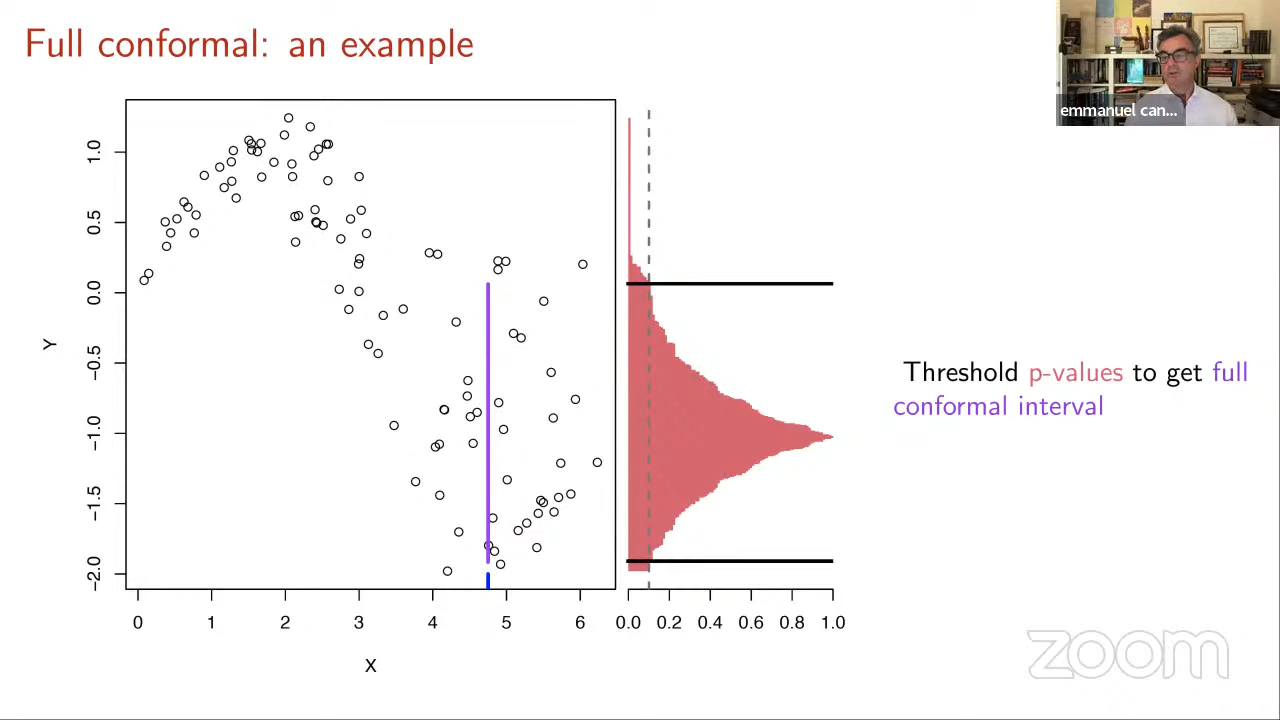 Full conformal: an example
emmanuel can...
1.0
0.5
0.0
−0.5
−1.0
−1.5
−2.0
Y
0 1 2 3 4 5 6
X
0.0 0.2 0.4 0.6 0.8 1.0
Threshold p-values to get full
conformal interval
zoom